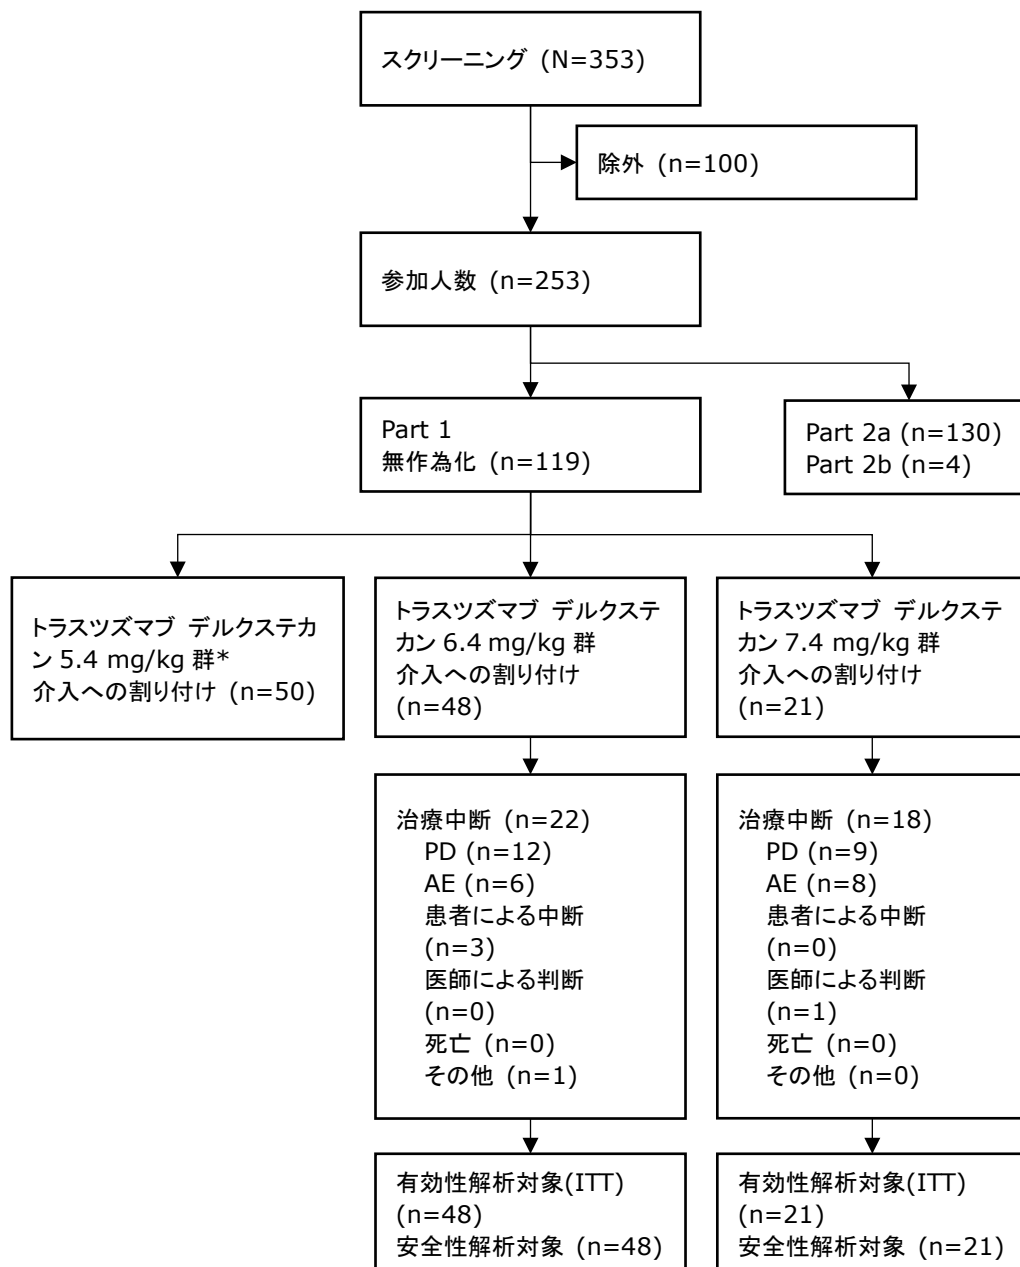 スクリーニング (N=353)
除外 (n=100)
参加人数 (n=253)
Part 1
無作為化 (n=119)
Part 2a (n=130)
Part 2b (n=4)
トラスツズマブ デルクステカ
ン 5.4 mg/kg 群*
介入への割り付け (n=50)
トラスツズマブ デルクステ
カン 6.4 mg/kg 群
介入への割り付け
(n=48)
トラスツズマブ デルクステ
カン 7.4 mg/kg 群
介入への割り付け
(n=21)
治療中断 (n=22)
PD (n=12)
AE (n=6)
患者による中断
(n=3)
医師による判断
(n=0)
死亡 (n=0)
その他 (n=1)
治療中断 (n=18)
PD (n=9)
AE (n=8)
患者による中断
(n=0)
医師による判断
(n=1)
死亡 (n=0)
その他 (n=0)
有効性解析対象(ITT)
(n=48)
安全性解析対象 (n=48)
有効性解析対象(ITT)
(n=21)
安全性解析対象 (n=21)